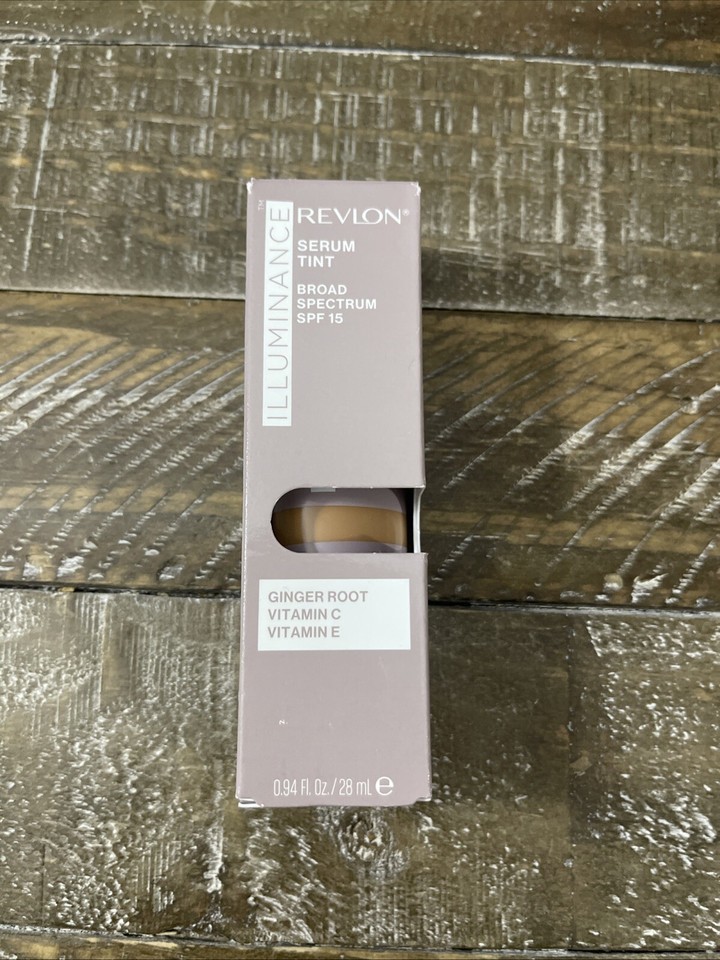 ILLUMINANCE™
REVLON®
SERUM
TINT
BROAD
SPECTRUM
SPF 15
GINGER ROOT
VITAMIN C
VITAMIN E
0.94 Fl. Oz./28 mL ℮